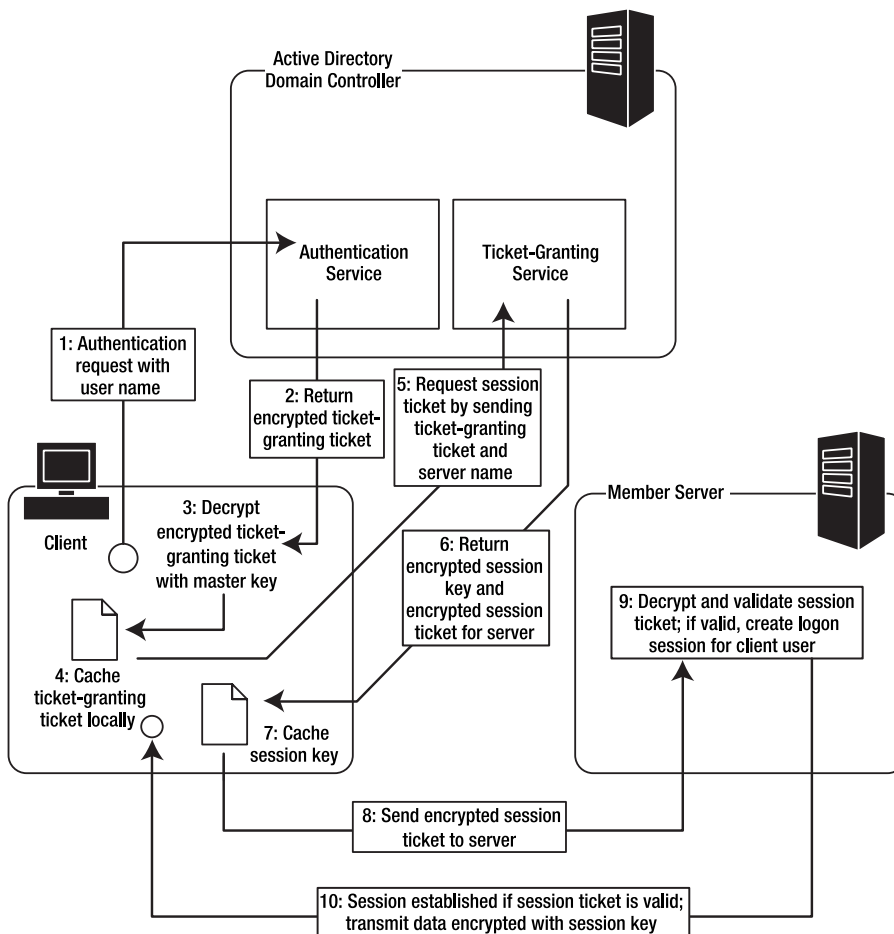 Active Directory
Domain Controller
Authentication
Service
Ticket-Granting
Service
1: Authentication
request with
user name
2: Return
encrypted ticket-
granting ticket
5: Request session
ticket by sending
ticket-granting
ticket and
server name
Client
3: Decrypt
encrypted ticket-
granting ticket
with master key
Member Server
6: Return
encrypted session
key and
encrypted session
ticket for server
9: Decrypt and validate session
ticket; if valid, create logon
session for client user
4: Cache
ticket-granting
ticket locally
7: Cache
session key
8: Send encrypted session
ticket to server
10: Session established if session ticket is valid;
transmit data encrypted with session key